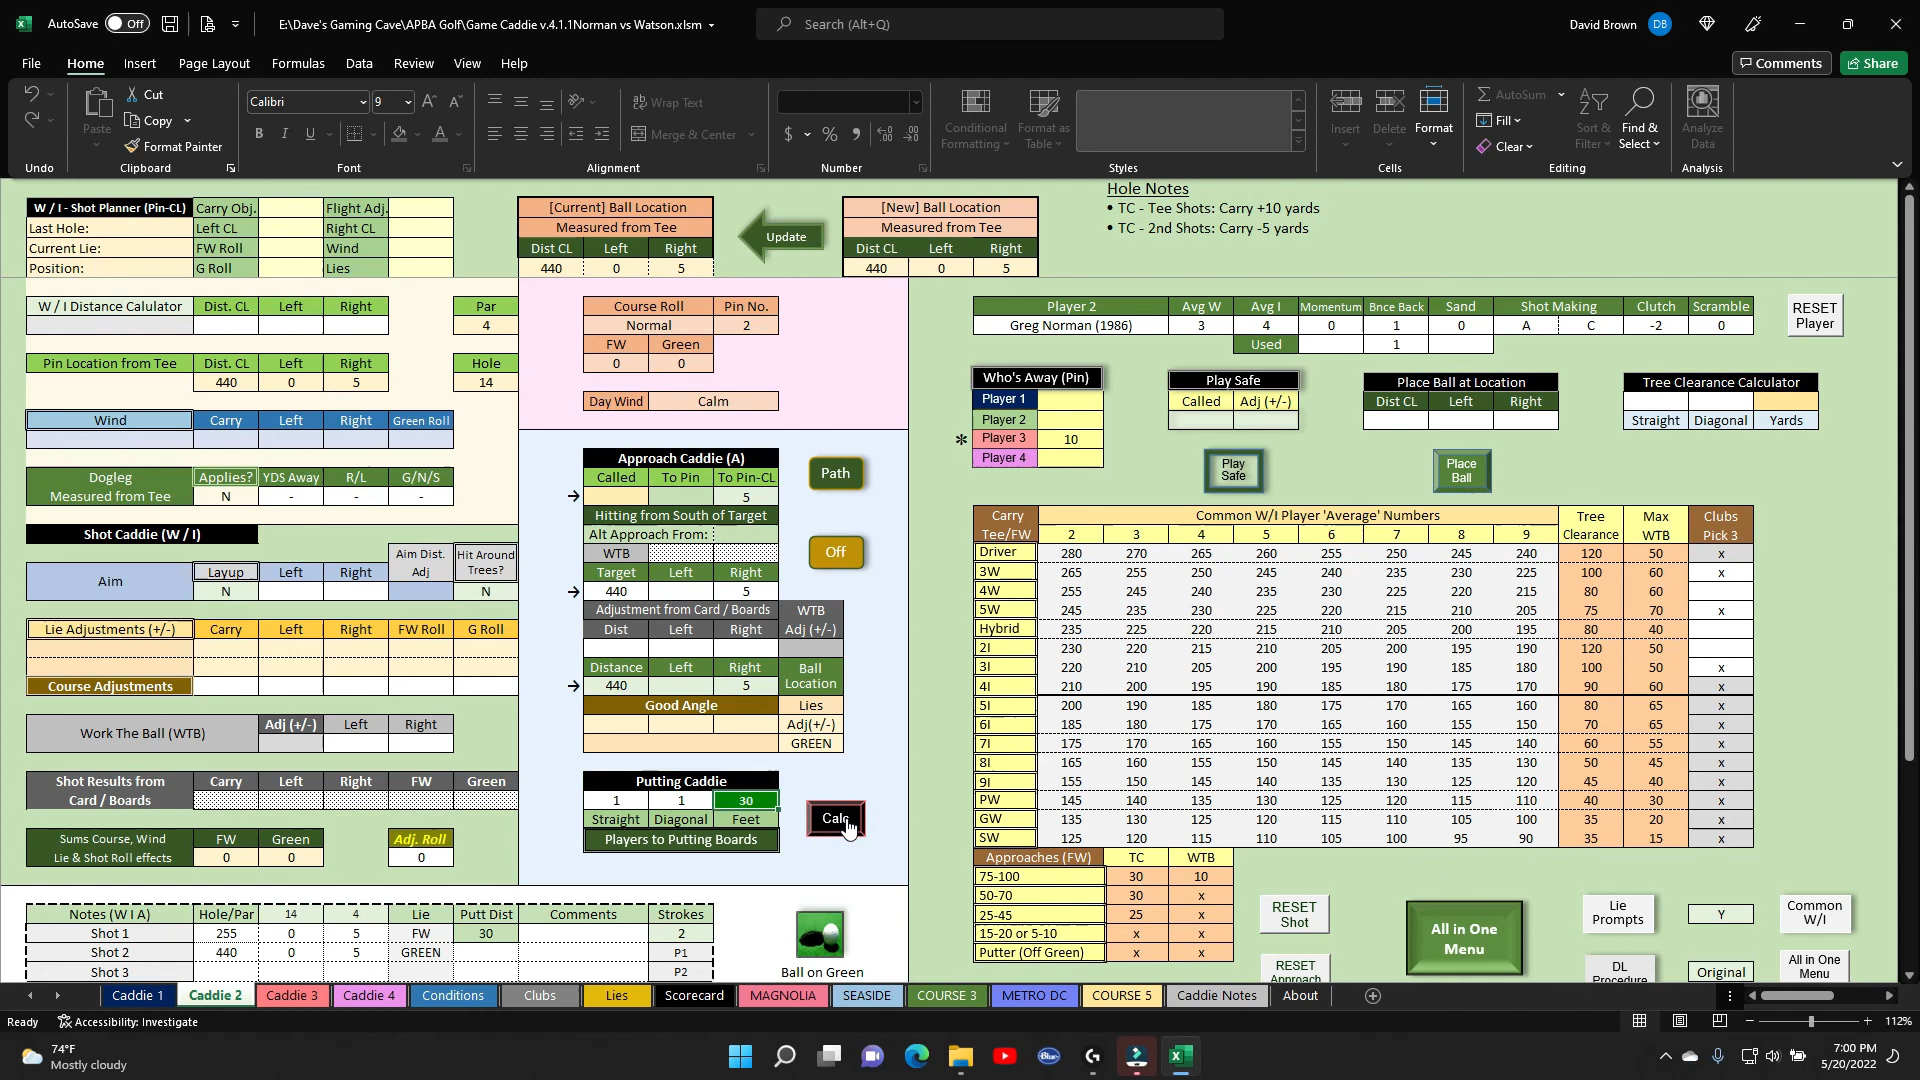 AutoSave Off E:\Dave's Gaming Cave\APBA Golf\Game Caddie v.4.1.1Norman vs Watson.xlsm Search (Alt+Q) David Brown DB
File Home Insert Page Layout Formulas Data Review View Help Comments Share
Cut Copy Format Painter Paste
Calibri 9 Wrap Text Merge & Center
B I U $ % Conditional Formatting Format as Table Insert Delete Format AutoSum Fill Clear Sort & Filter Find & Select Analyze Data
Undo Clipboard Font Alignment Number Styles Cells Editing Analysis
W / I - Shot Planner (Pin-CL) Carry Obj. Flight Adj.
Last Hole: Left CL Right CL
Current Lie: FW Roll Wind
Position: G Roll Lies
[Current] Ball Location
Measured from Tee
Dist CL Left Right
440 0 5
Update
[New] Ball Location
Measured from Tee
Dist CL Left Right
440 0 5
Hole Notes
• TC - Tee Shots: Carry +10 yards
• TC - 2nd Shots: Carry -5 yards
W / I Distance Calulator Dist. CL Left Right Par
4
Pin Location from Tee Dist. CL Left Right Hole
440 0 5 14
Wind Carry Left Right Green Roll
Dogleg Applies? YDS Away R/L G/N/S
Measured from Tee N - - -
Shot Caddie (W / I)
Aim Layup Left Right Aim Dist. Adj Hit Around Trees?
N N
Lie Adjustments (+/-) Carry Left Right FW Roll G Roll
Course Adjustments
Work The Ball (WTB) Adj (+/-) Left Right
Shot Results from Card / Boards Carry Left Right FW Green
Sums Course, Wind FW Green Adj. Roll
Lie & Shot Roll effects 0 0 0
Course Roll Pin No.
Normal 2
FW Green
0 0
Day Wind Calm
Approach Caddie (A)
Called To Pin To Pin-CL
→ 5
Hitting from South of Target
Alt Approach From:
WTB
Target Left Right
→ 440 5
Adjustment from Card / Boards WTB
Dist Left Right Adj (+/-)
Distance Left Right Ball Location
→ 440 5
Good Angle Lies
Adj(+/-)
GREEN
Path
Off
Putting Caddie
1 1 30
Straight Diagonal Feet
Players to Putting Boards
Calc
Player 2 Avg W Avg I Momentum Bnce Back Sand Shot Making Clutch Scramble
Greg Norman (1986) 3 4 0 1 0 A C -2 0
Used 1
RESET Player
Who's Away (Pin)
Player 1
Player 2
* Player 3 10
Player 4
Play Safe
Called Adj (+/-)
Play Safe
Place Ball at Location
Dist CL Left Right
Place Ball
Tree Clearance Calculator
Straight Diagonal Yards
Carry Common W/I Player 'Average' Numbers Tree Max Clubs
Tee/FW 2 3 4 5 6 7 8 9 Clearance WTB Pick 3
Driver 280 270 265 260 255 250 245 240 120 50 x
3W 265 255 250 245 240 235 230 225 100 60 x
4W 255 245 240 235 230 225 220 215 80 60
5W 245 235 230 225 220 215 210 205 75 70 x
Hybrid 235 225 220 215 210 205 200 195 80 40
2I 230 220 215 210 205 200 195 190 120 50
3I 220 210 205 200 195 190 185 180 100 50 x
4I 210 200 195 190 185 180 175 170 90 60 x
5I 200 190 185 180 175 170 165 160 80 65 x
6I 185 180 175 170 165 160 155 150 70 65 x
7I 175 170 165 160 155 150 145 140 60 55 x
8I 165 160 155 150 145 140 135 130 50 45 x
9I 155 150 145 140 135 130 125 120 45 40 x
PW 145 140 135 130 125 120 115 110 40 30 x
GW 135 130 125 120 115 110 105 100 35 20 x
SW 125 120 115 110 105 100 95 90 35 15 x
Approaches (FW) TC WTB
75-100 30 10
50-70 30 x
25-45 25 x
15-20 or 5-10 x x
Putter (Off Green) x x
RESET Shot
RESET Approach
All in One Menu
Lie Prompts Y Common W/I
DL Procedure Original All in One Menu
Notes (W I A) Hole/Par 14 4 Lie Putt Dist Comments Strokes
Shot 1 255 0 5 FW 30 2
Shot 2 440 0 5 GREEN P1
Shot 3 P2
Ball on Green
Caddie 1 Caddie 2 Caddie 3 Caddie 4 Conditions Clubs Lies Scorecard MAGNOLIA SEASIDE COURSE 3 METRO DC COURSE 5 Caddie Notes About
Ready Accessibility: Investigate 112%
74°F
Mostly cloudy
Blue
7:00 PM
5/20/2022